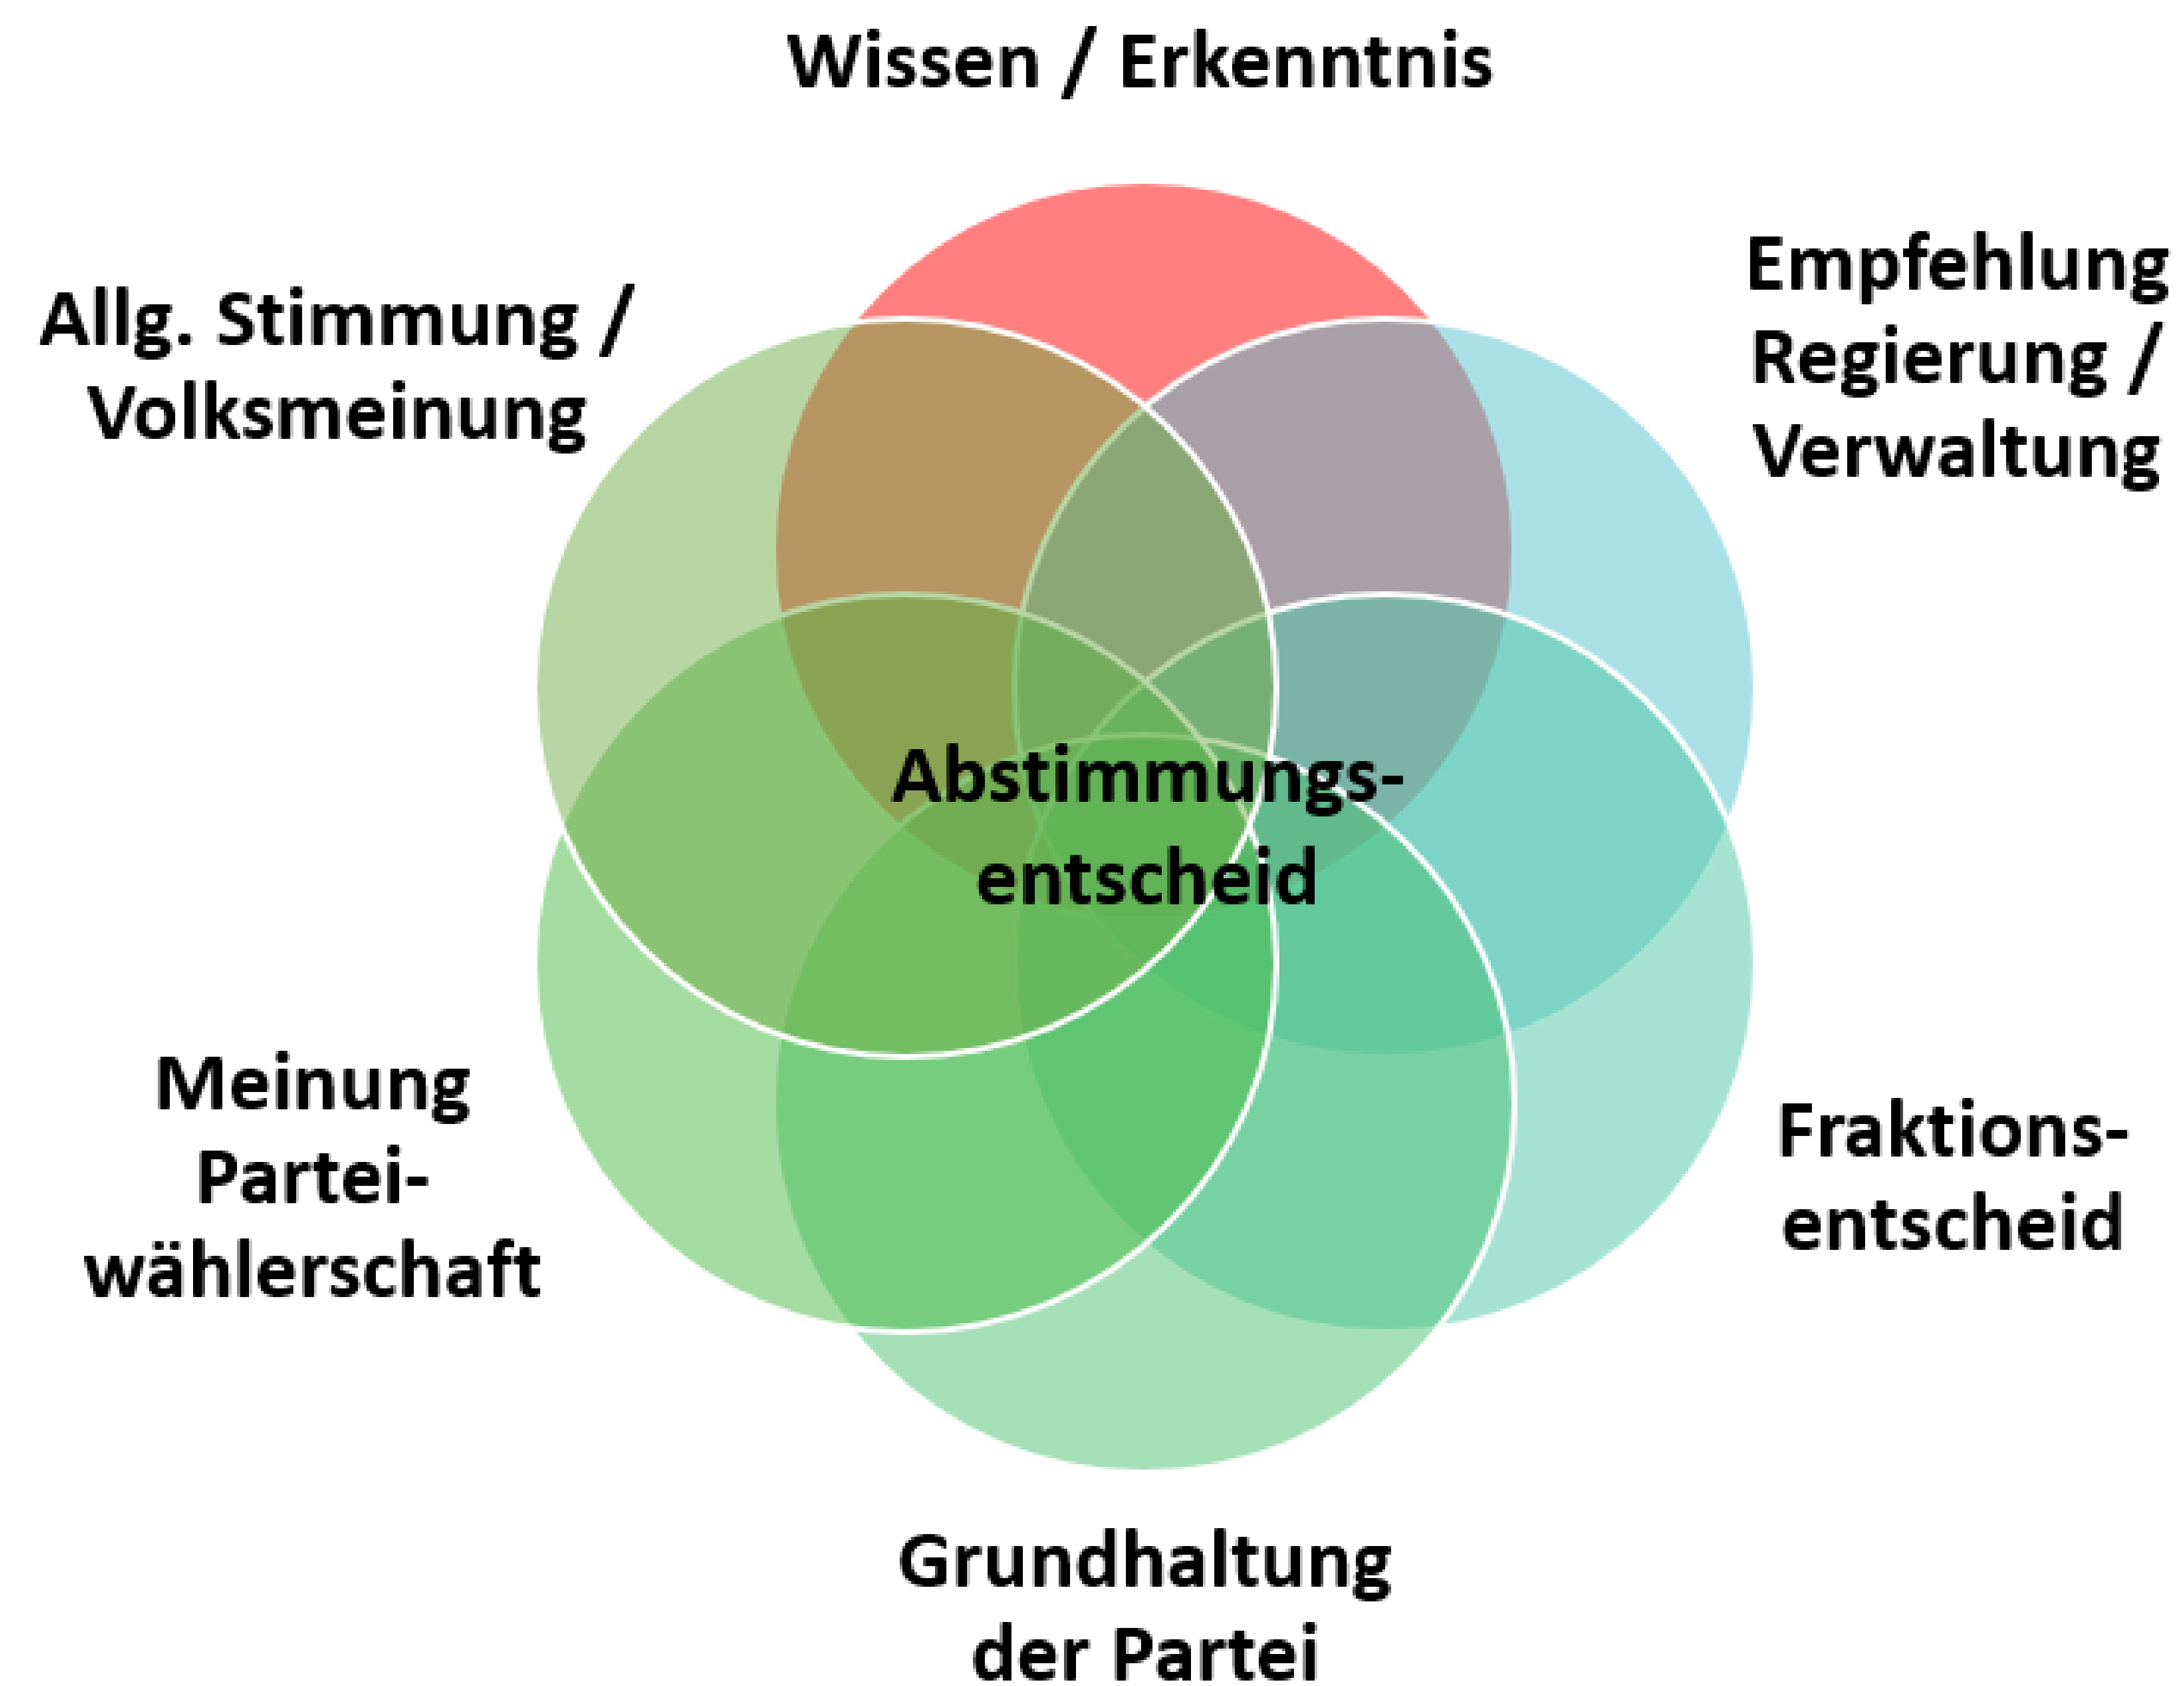 Wissen / Erkenntnis
Empfehlung
Regierung /
Verwaltung
Allg. Stimmung /
Volksmeinung
Abstimmungs-
entscheid
Meinung
Partei-
wählerschaft
Fraktions-
entscheid
Grundhaltung
der Partei